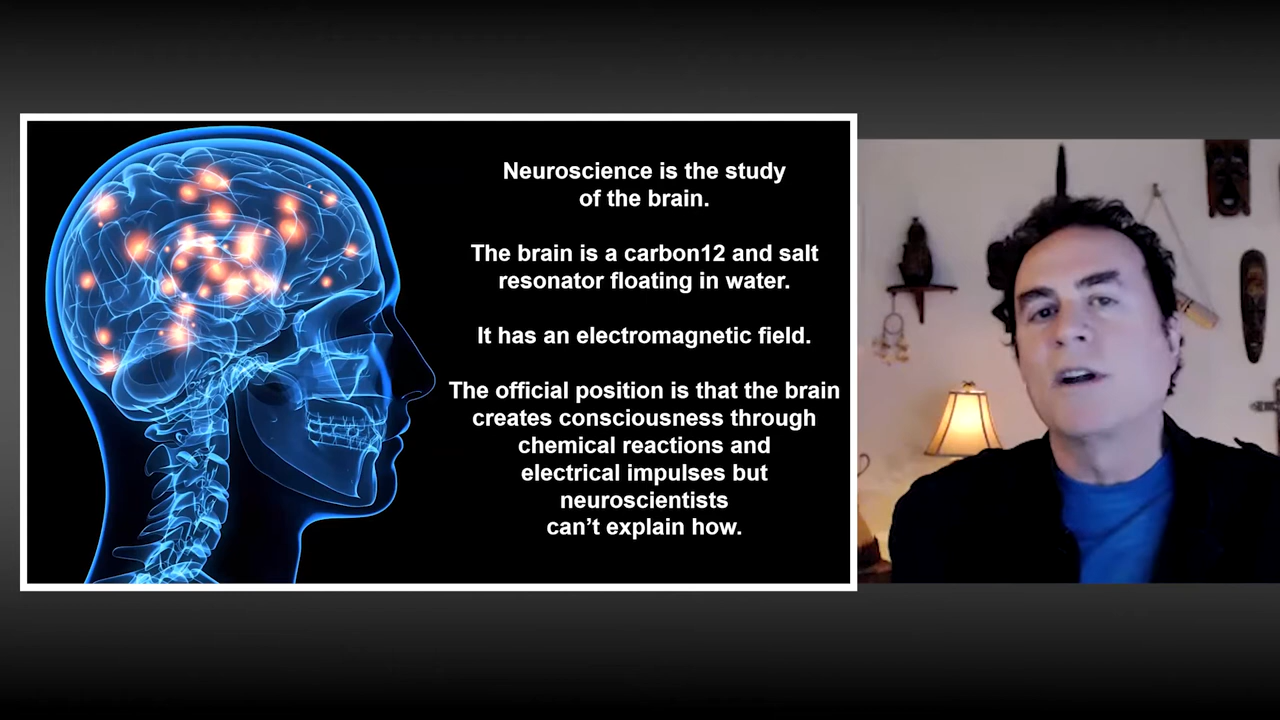 Neuroscience is the study
of the brain.
The brain is a carbon12 and salt
resonator floating in water.
It has an electromagnetic field.
The official position is that the brain
creates consciousness through
chemical reactions and
electrical impulses but
neuroscientists
can’t explain how.